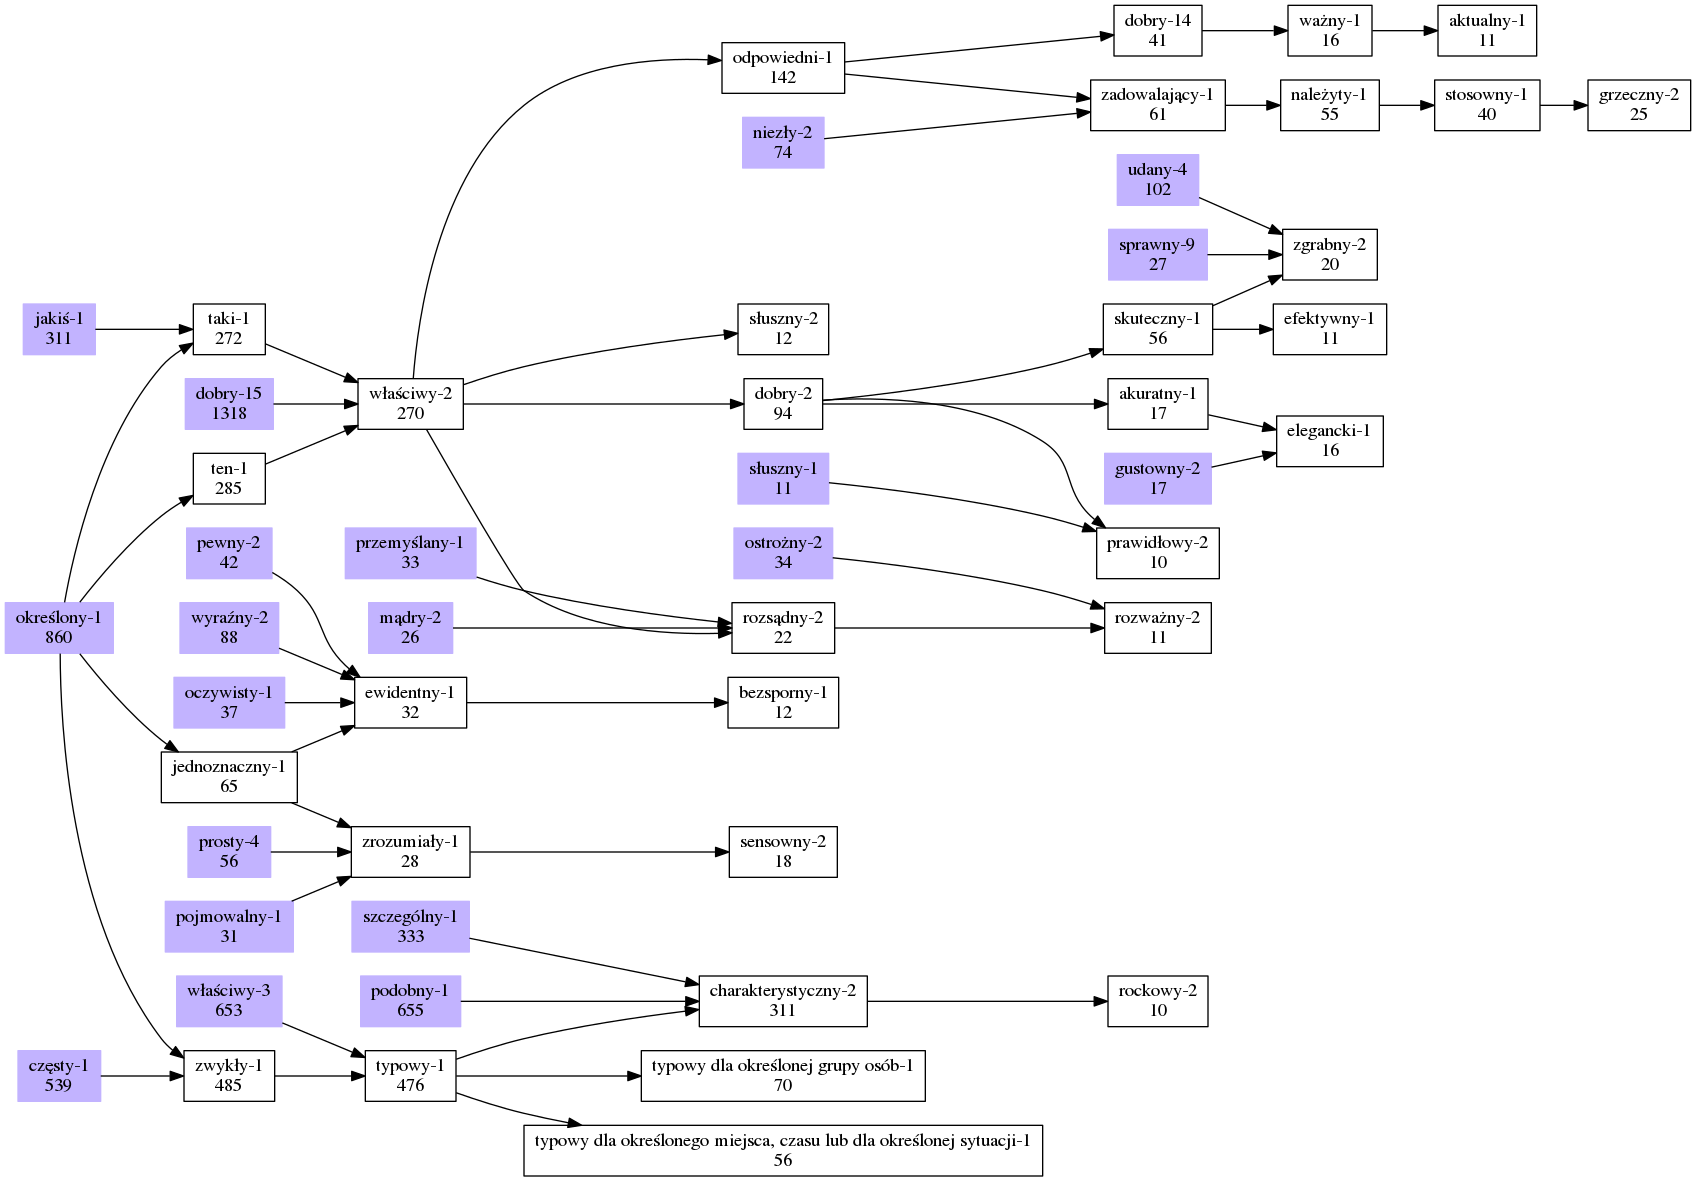 dobry-14
41
ważny-1
16
aktualny-1
11
odpowiedni-1
142
zadowalający-1
61
należyty-1
55
stosowny-1
40
grzeczny-2
25
niezły-2
74
udany-4
102
sprawny-9
27
zgrabny-2
20
jakiś-1
311
taki-1
272
słuszny-2
12
skuteczny-1
56
efektywny-1
11
dobry-15
1318
właściwy-2
270
dobry-2
94
akuratny-1
17
elegancki-1
16
ten-1
285
słuszny-1
11
gustowny-2
17
pewny-2
42
przemyślany-1
33
ostrożny-2
34
prawidłowy-2
10
określony-1
860
wyraźny-2
88
mądry-2
26
rozsądny-2
22
rozważny-2
11
oczywisty-1
37
ewidentny-1
32
bezsporny-1
12
jednoznaczny-1
65
prosty-4
56
zrozumiały-1
28
sensowny-2
18
pojmowalny-1
31
szczególny-1
333
właściwy-3
653
podobny-1
655
charakterystyczny-2
311
rockowy-2
10
częsty-1
539
zwykły-1
485
typowy-1
476
typowy dla określonej grupy osób-1
70
typowy dla określonego miejsca, czasu lub dla określonej sytuacji-1
56